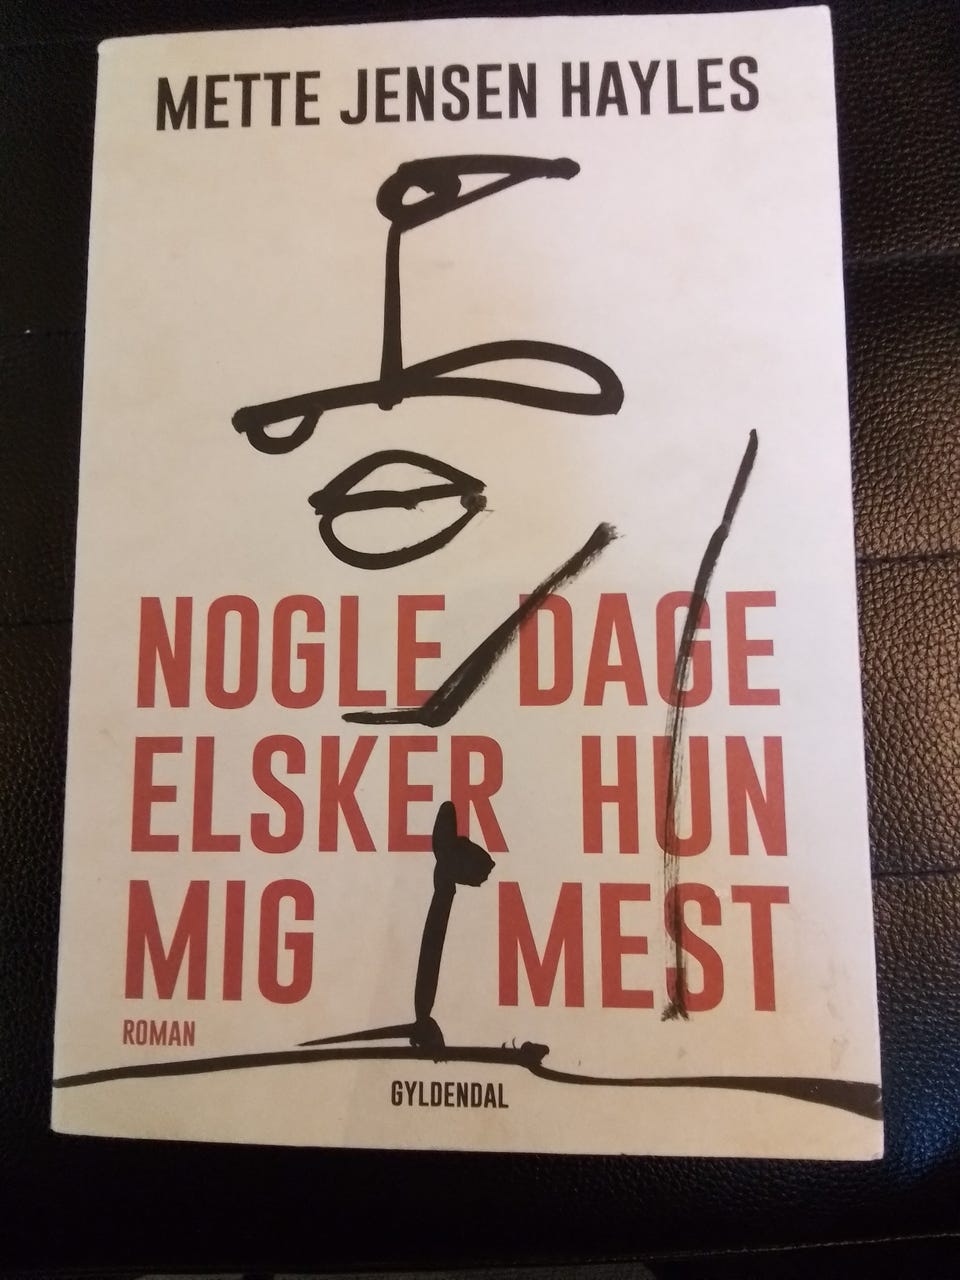 METTE JENSEN HAYLES
NOGLE DAGE
ELSKER HUN
MIG MEST
ROMAN
GYLDENDAL